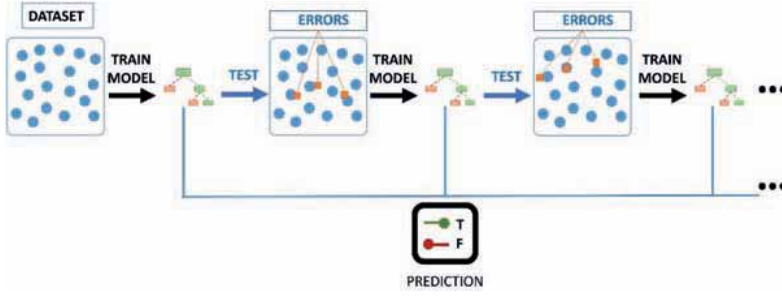 DATASET
ERRORS
ERRORS
TRAIN
MODEL
TEST
TRAIN
MODEL
TEST
TRAIN
MODEL
T
F
PREDICTION